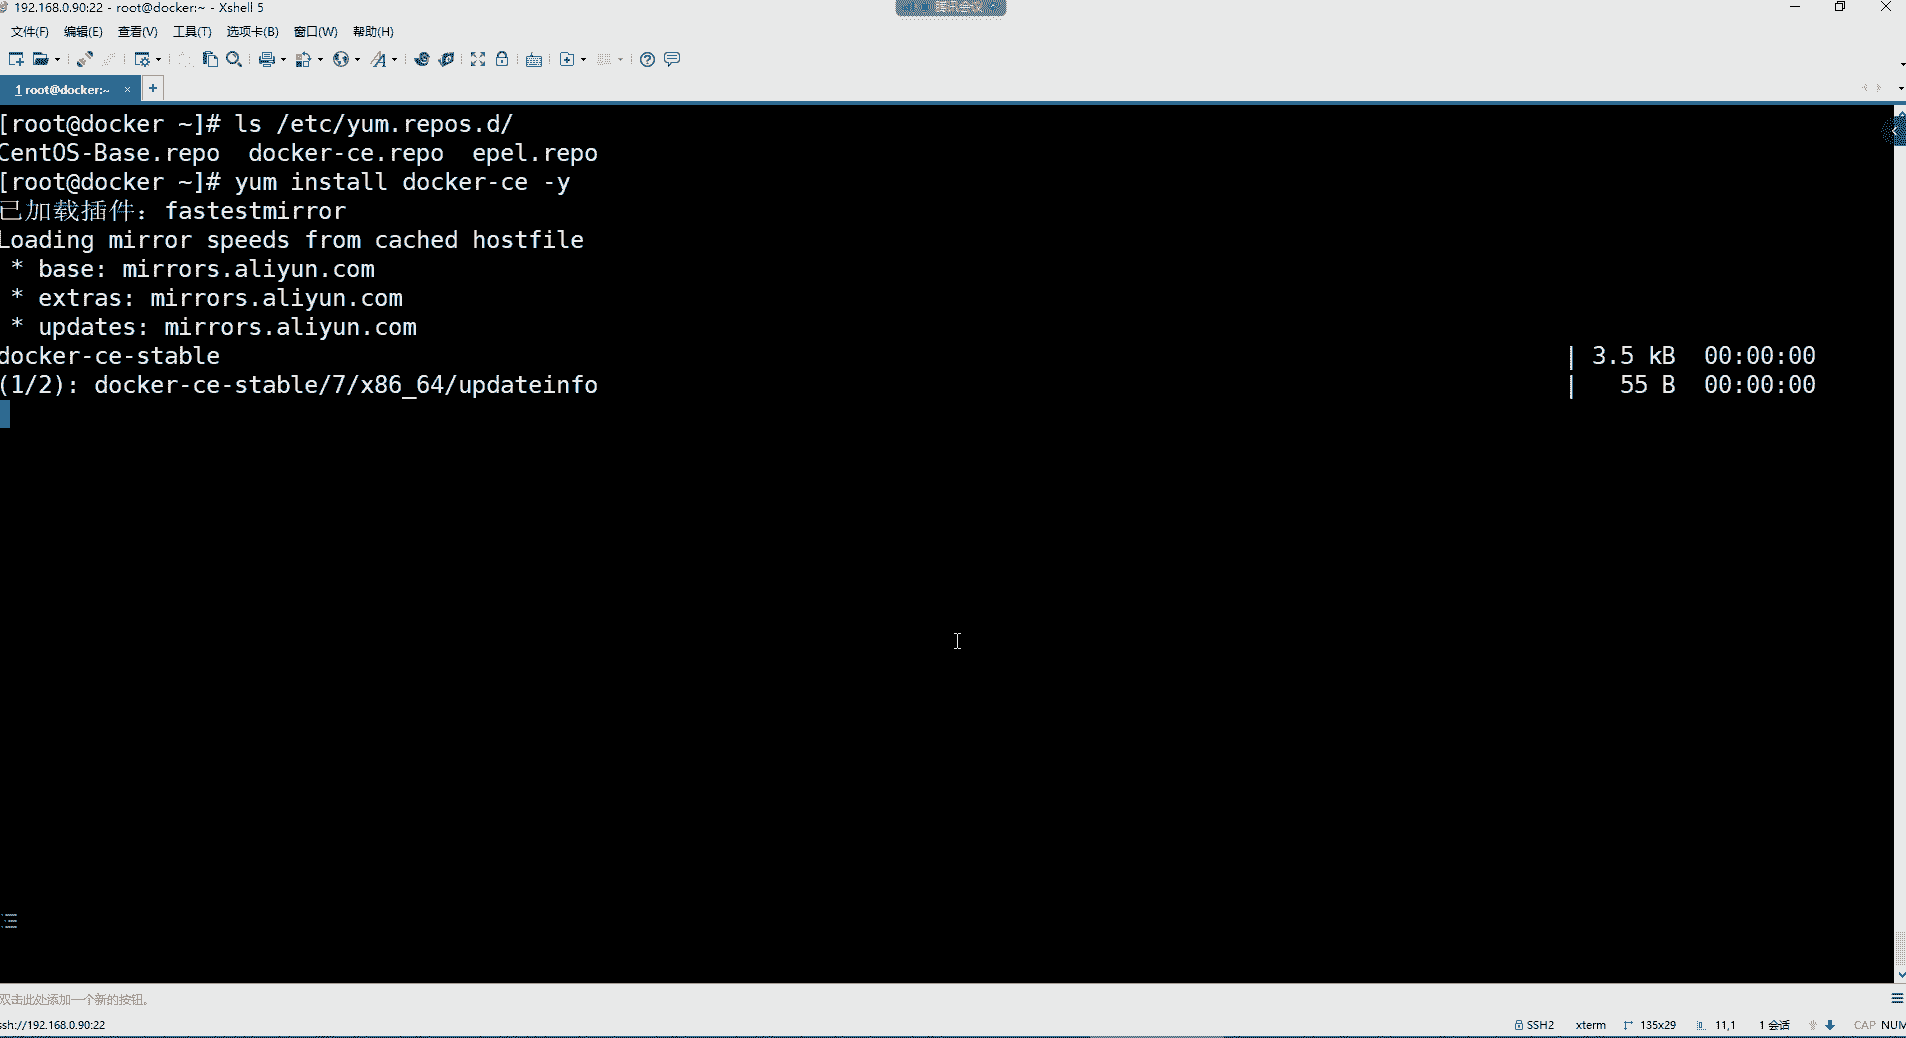 192.168.0.90:22 - root@docker:~ - Xshell 5
腾讯会议
文件(F) 编辑(E) 查看(V) 工具(T) 选项卡(B) 窗口(W) 帮助(H)
1 root@docker:~ × +
[root@docker ~]# ls /etc/yum.repos.d/
CentOS-Base.repo  docker-ce.repo  epel.repo
[root@docker ~]# yum install docker-ce -y
已加载插件：fastestmirror
Loading mirror speeds from cached hostfile
 * base: mirrors.aliyun.com
 * extras: mirrors.aliyun.com
 * updates: mirrors.aliyun.com
docker-ce-stable | 3.5 kB  00:00:00
(1/2): docker-ce-stable/7/x86_64/updateinfo |   55 B  00:00:00
双击此处添加一个新的按钮。
ssh://192.168.0.90:22 SSH2 xterm 135x29 11,1 1 会话 CAP NUM